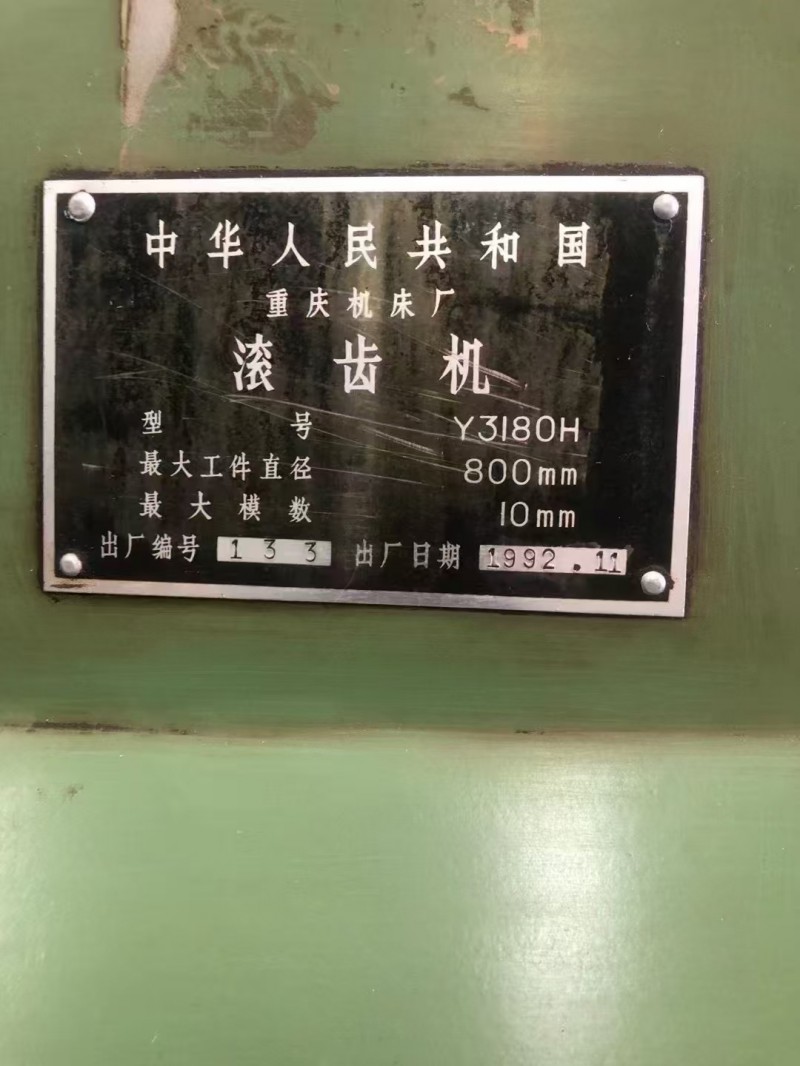 中华人民共和国
重庆机床厂
滚齿机
型号 Y3180H
最大工件直径 800mm
最大模数 10mm
出厂编号 133 出厂日期 1992.11